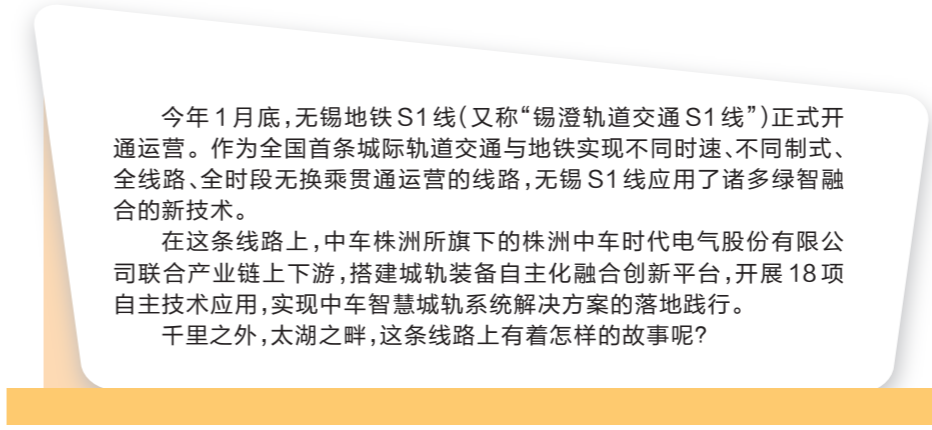 今年1月底,无锡地铁S1线(又称“锡澄轨道交通S1线”)正式开
通运营。作为全国首条城际轨道交通与地铁实现不同时速、不同制式、
全线路、全时段无换乘贯通运营的线路,无锡S1线应用了诸多绿智融
合的新技术。
在这条线路上,中车株洲所旗下的株洲中车时代电气股份有限公
司联合产业链上下游,搭建城轨装备自主化融合创新平台,开展18项
自主技术应用,实现中车智慧城轨系统解决方案的落地践行。
千里之外,太湖之畔,这条线路上有着怎样的故事呢?